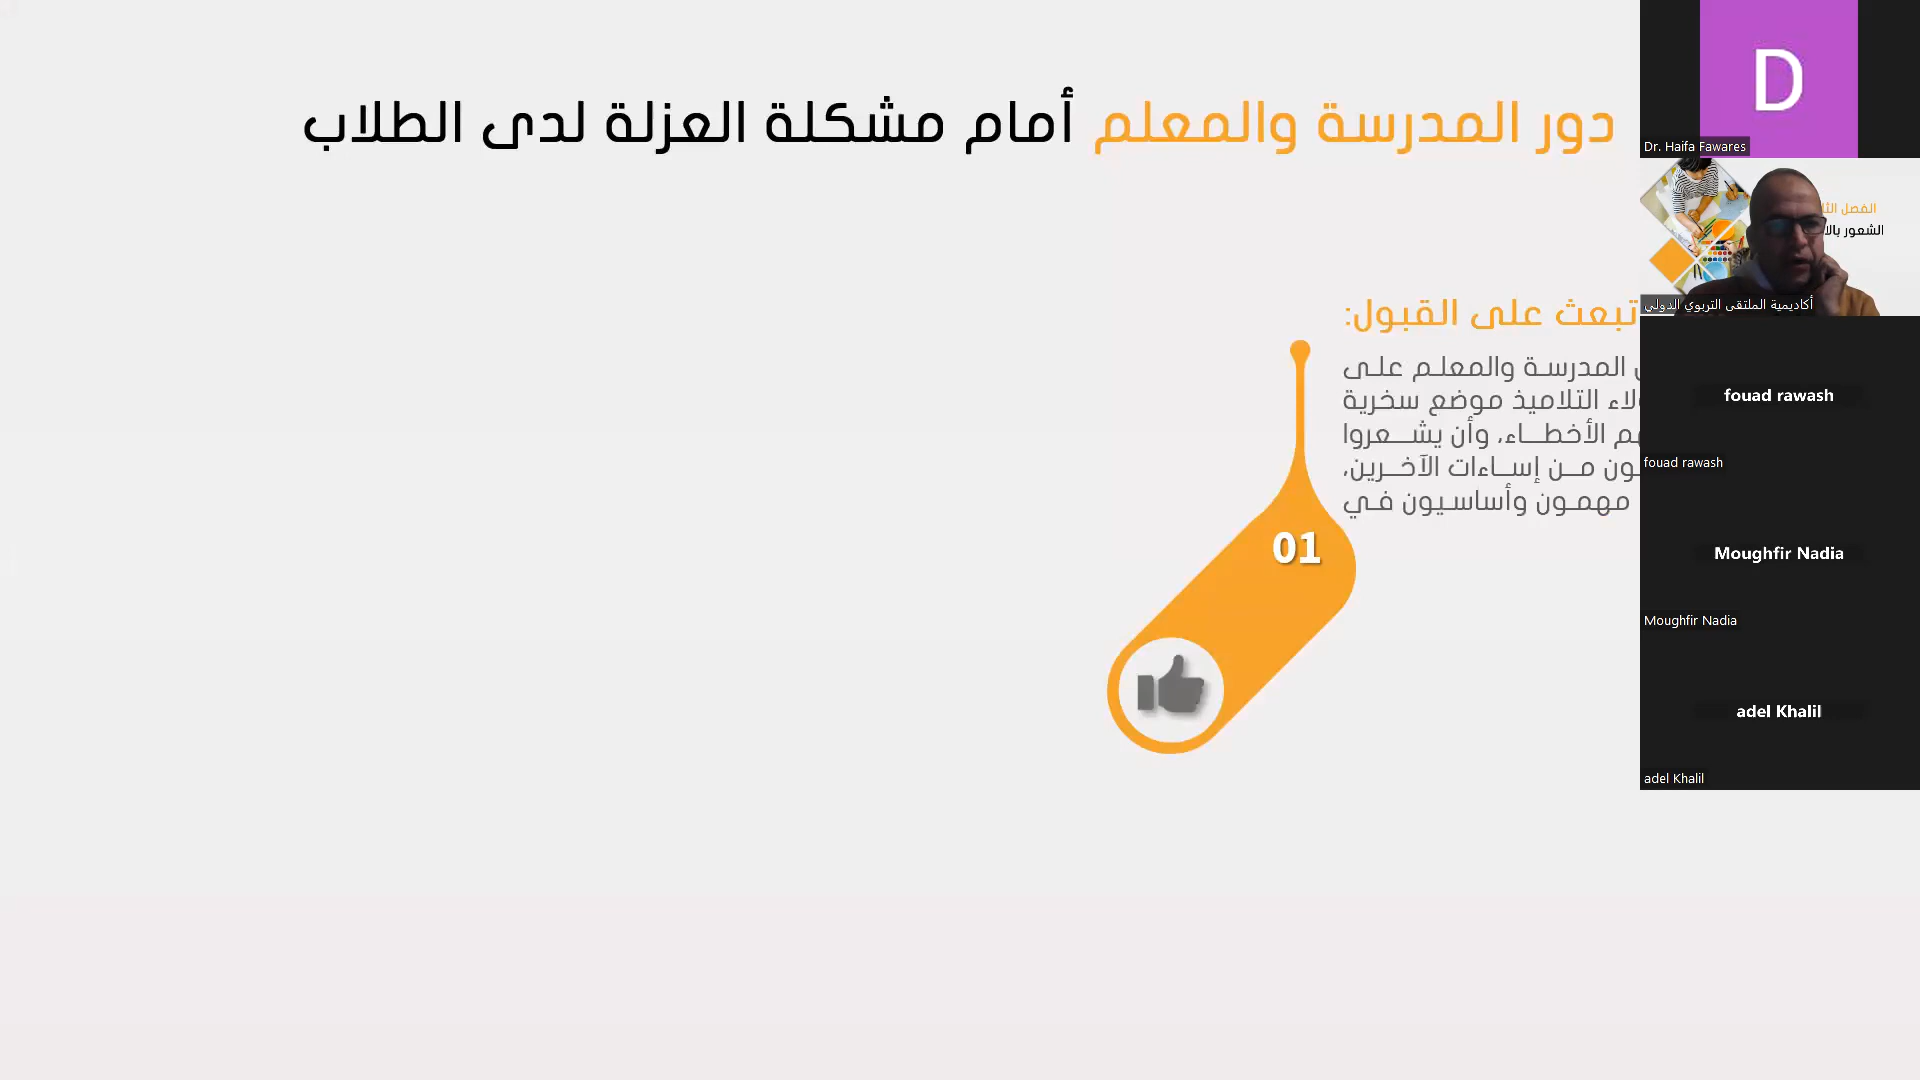 دور المدرسة والمعلم أمام مشكلة العزلة لدى الطلاب
تبعث على القبول:
المدرسة والمعلم على
التلاميذ موضع سخرية
الأخطاء، وأن يشعروا
من إساءات الآخرين،
مهمون وأساسيون في
01
D
Dr. Haifa Fawares
الفصل
الشعور
أكاديمية الملتقى التربوي الدولي
fouad rawash
fouad rawash
Moughfir Nadia
Moughfir Nadia
adel Khalil
adel Khalil